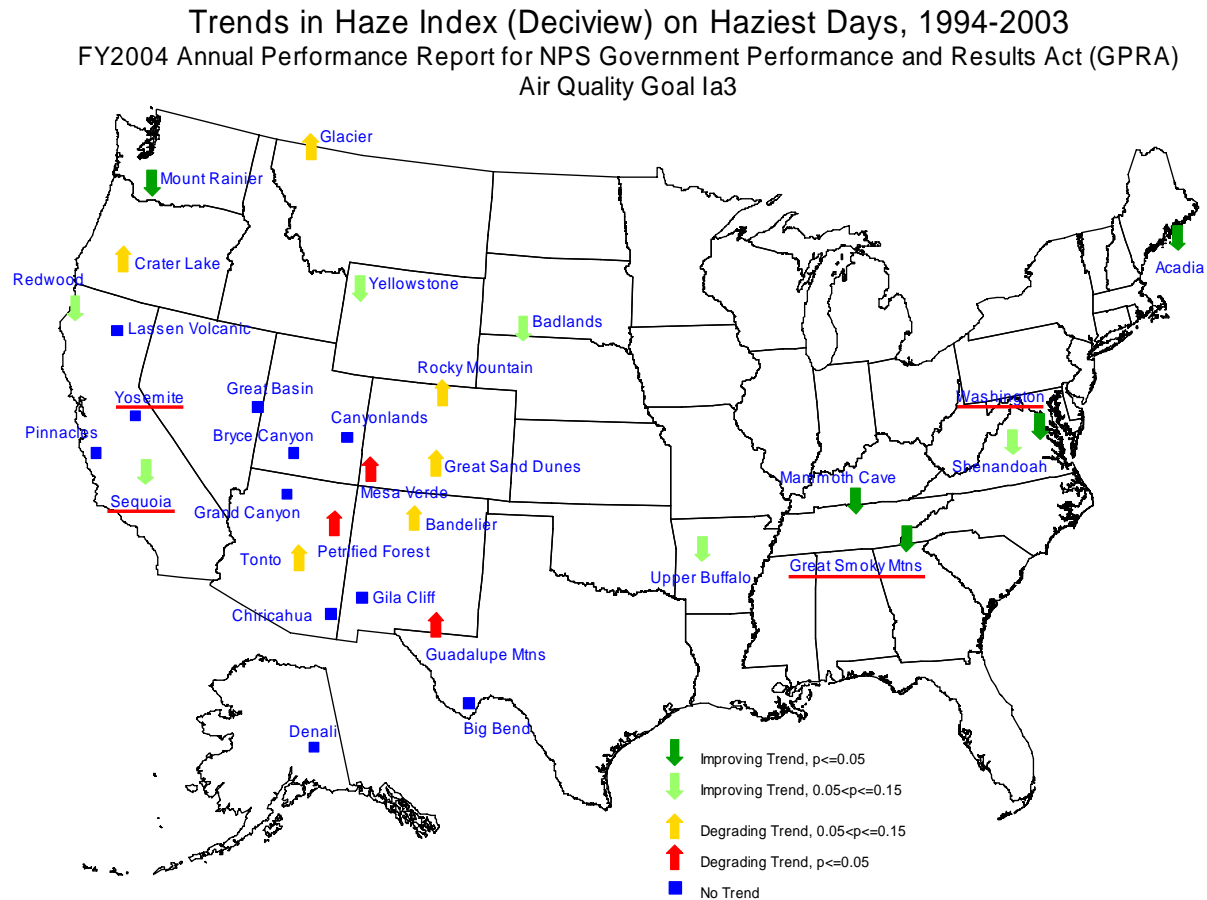 Trends in Haze Index (Deciview) on Haziest Days, 1994-2003
FY2004 Annual Performance Report for NPS Government Performance and Results Act (GPRA)
Air Quality Goal Ia3
Glacier
Mount Rainier
Crater Lake
Acadia
Redwood
Yellowstone
Lassen Volcanic
Badlands
Rocky Mountain
Yosemite
Great Basin
Washington
Canyonlands
Pinnacles
Bryce Canyon
Great Sand Dunes
Shenandoah
Mammoth Cave
Mesa Verde
Sequoia
Grand Canyon
Bandelier
Petrified Forest
Tonto
Great Smoky Mtns
Upper Buffalo
Gila Cliff
Chiricahua
Guadalupe Mtns
Big Bend
Denali
Improving Trend, p<=0.05
Improving Trend, 0.05<p<=0.15
Degrading Trend, 0.05<p<=0.15
Degrading Trend, p<=0.05
No Trend